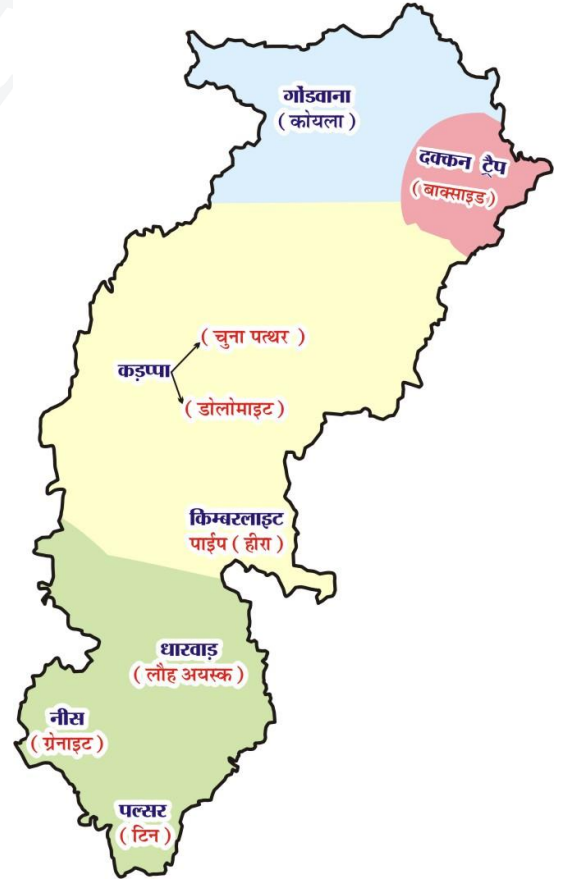 गोंडवाना
( कोयला )
दक्कन ट्रैप
( बाक्साइड )
( चुना पत्थर )
कड़प्पा
( डोलोमाइट )
किम्बरलाइट
पाईप ( हीरा )
धारवाड़
( लौह अयस्क )
नीस
( ग्रेनाइट )
पल्सर
( टिन )